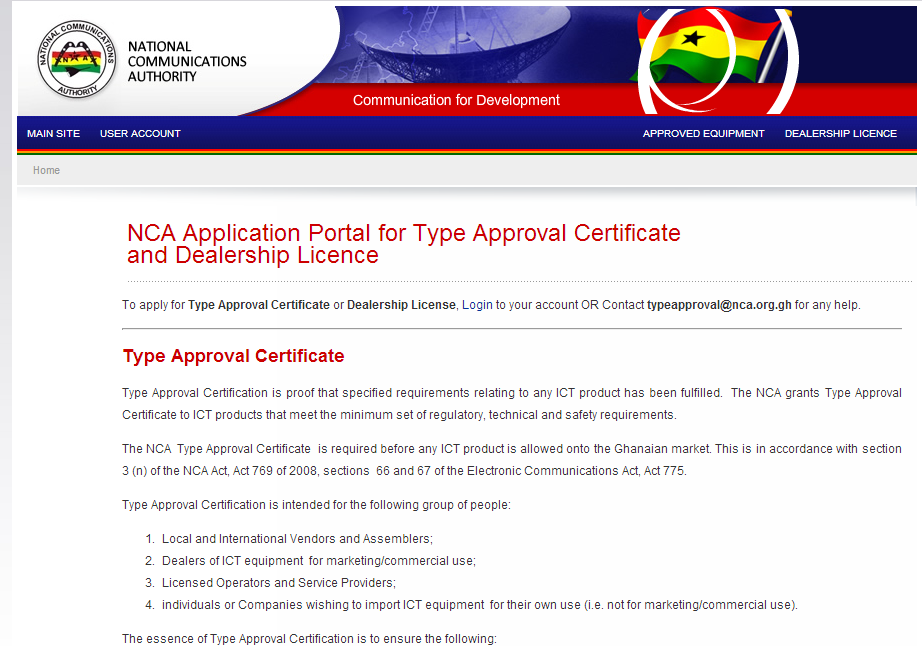 NATIONAL COMMUNICATIONS
AUTHORITY
NATIONAL
COMMUNICATIONS
AUTHORITY
Communication for Development
MAIN SITE USER ACCOUNT APPROVED EQUIPMENT DEALERSHIP LICENCE
Home
NCA Application Portal for Type Approval Certificate
and Dealership Licence
To apply for Type Approval Certificate or Dealership License, Login to your account OR Contact typeapproval@nca.org.gh for any help.
Type Approval Certificate
Type Approval Certification is proof that specified requirements relating to any ICT product has been fulfilled. The NCA grants Type Approval
Certificate to ICT products that meet the minimum set of regulatory, technical and safety requirements.
The NCA Type Approval Certificate is required before any ICT product is allowed onto the Ghanaian market. This is in accordance with section
3 (n) of the NCA Act, Act 769 of 2008, sections 66 and 67 of the Electronic Communications Act, Act 775.
Type Approval Certification is intended for the following group of people:
1. Local and International Vendors and Assemblers;
2. Dealers of ICT equipment for marketing/commercial use;
3. Licensed Operators and Service Providers;
4. individuals or Companies wishing to import ICT equipment for their own use (i.e. not for marketing/commercial use).
The essence of Type Approval Certification is to ensure the following: